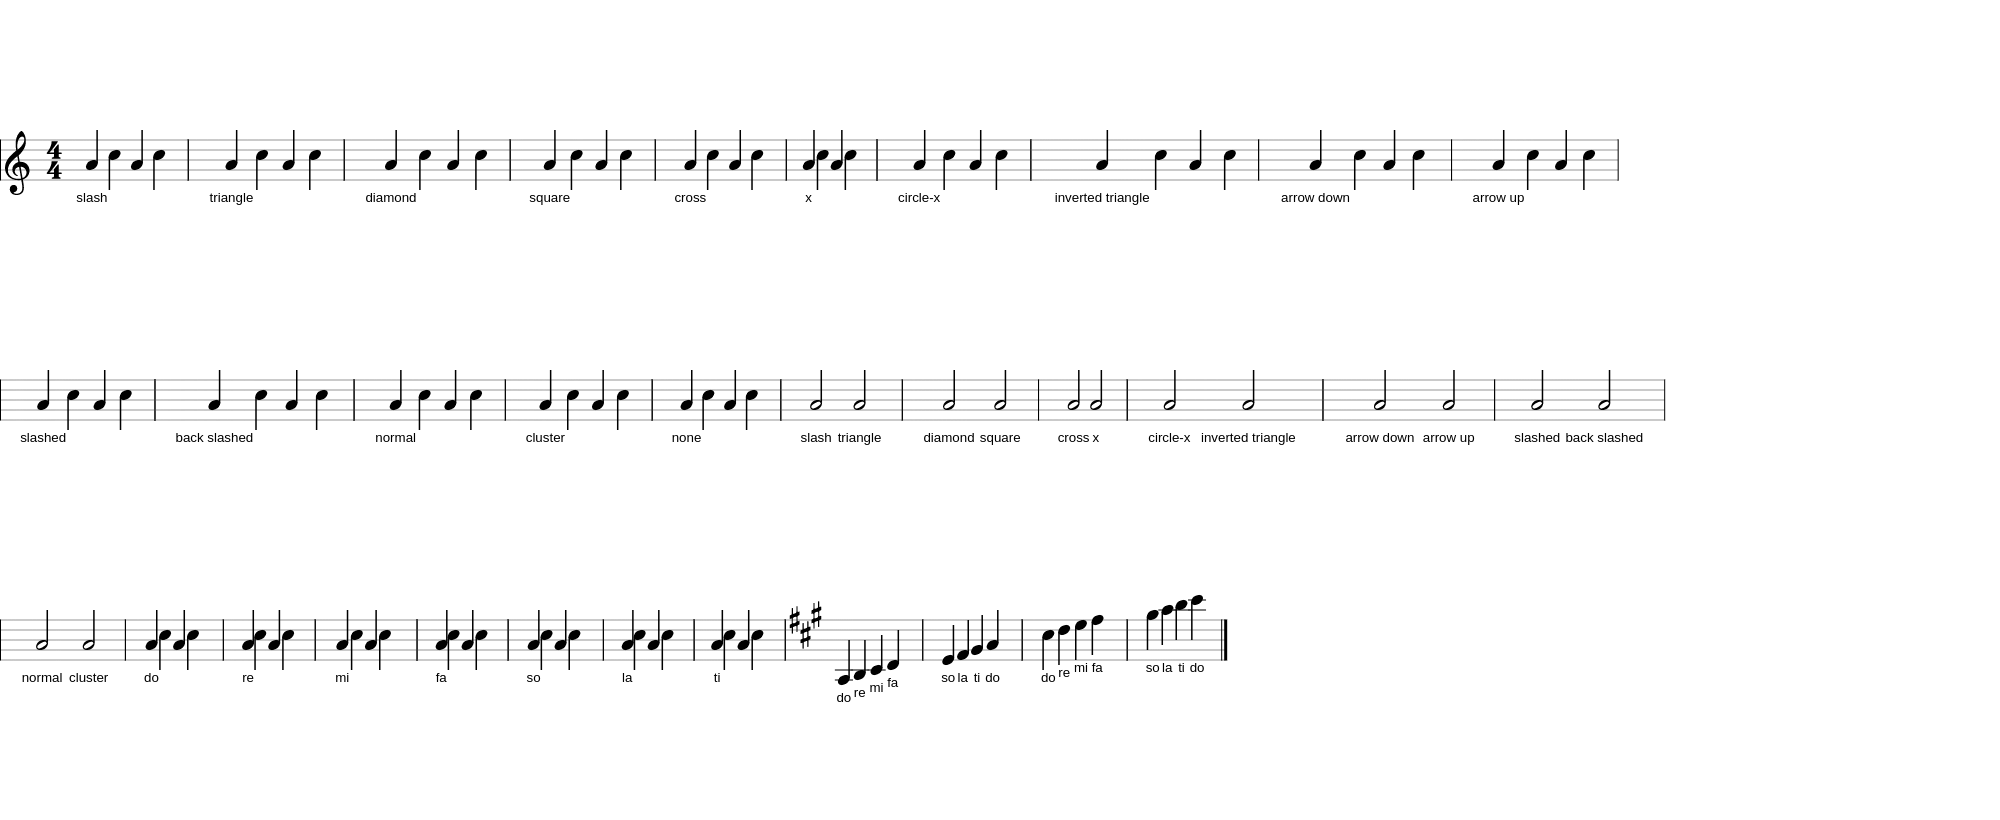 4
4
slash triangle diamond square cross x circle-x inverted triangle arrow down arrow up
slashed back slashed normal cluster none slash triangle diamond square cross x circle-x inverted triangle arrow down arrow up slashed back slashed
normal cluster do re mi fa so la ti do re mi fa so la ti do do re mi fa so la ti do